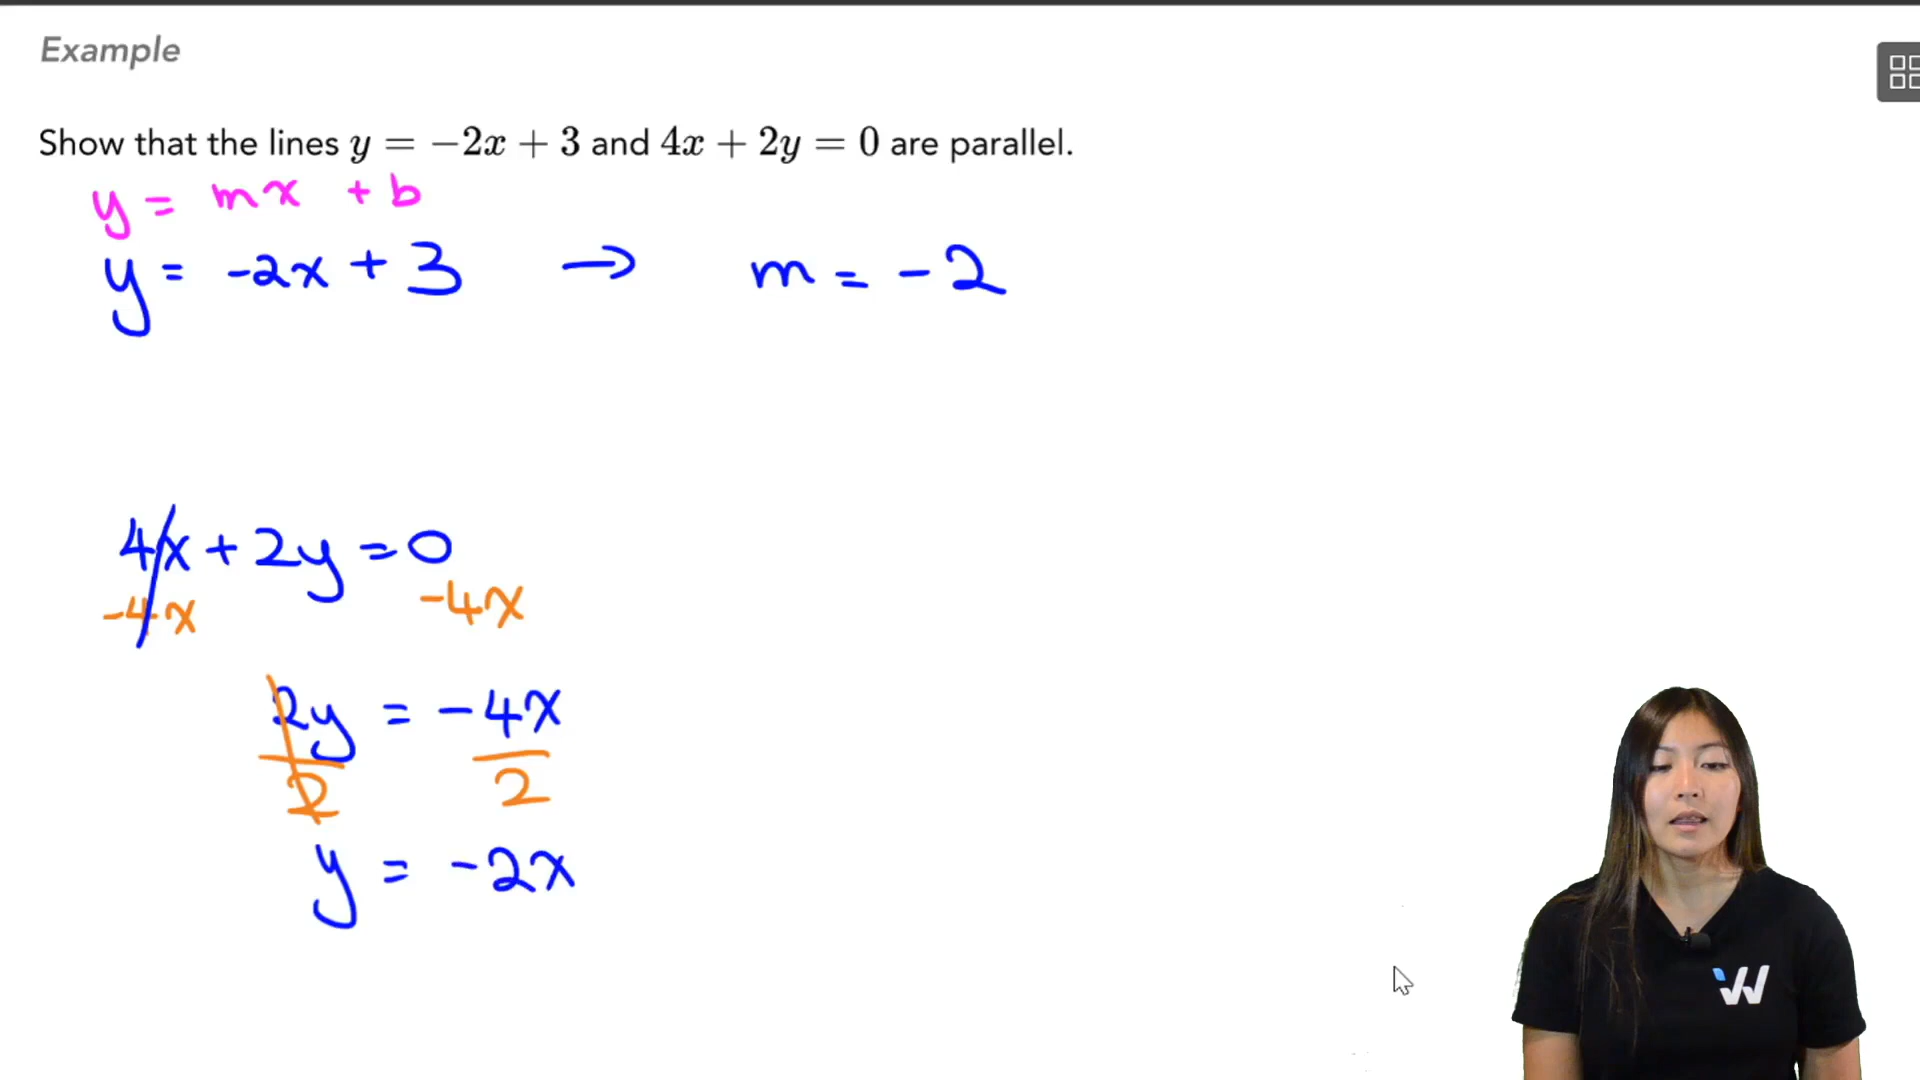 Example
Show that the lines y = −2x + 3 and 4x + 2y = 0 are parallel.
y = mx + b
y = -2x + 3 → m = -2
4x + 2y = 0
-4x -4x
2y = -4x
2 2
y = -2x
W